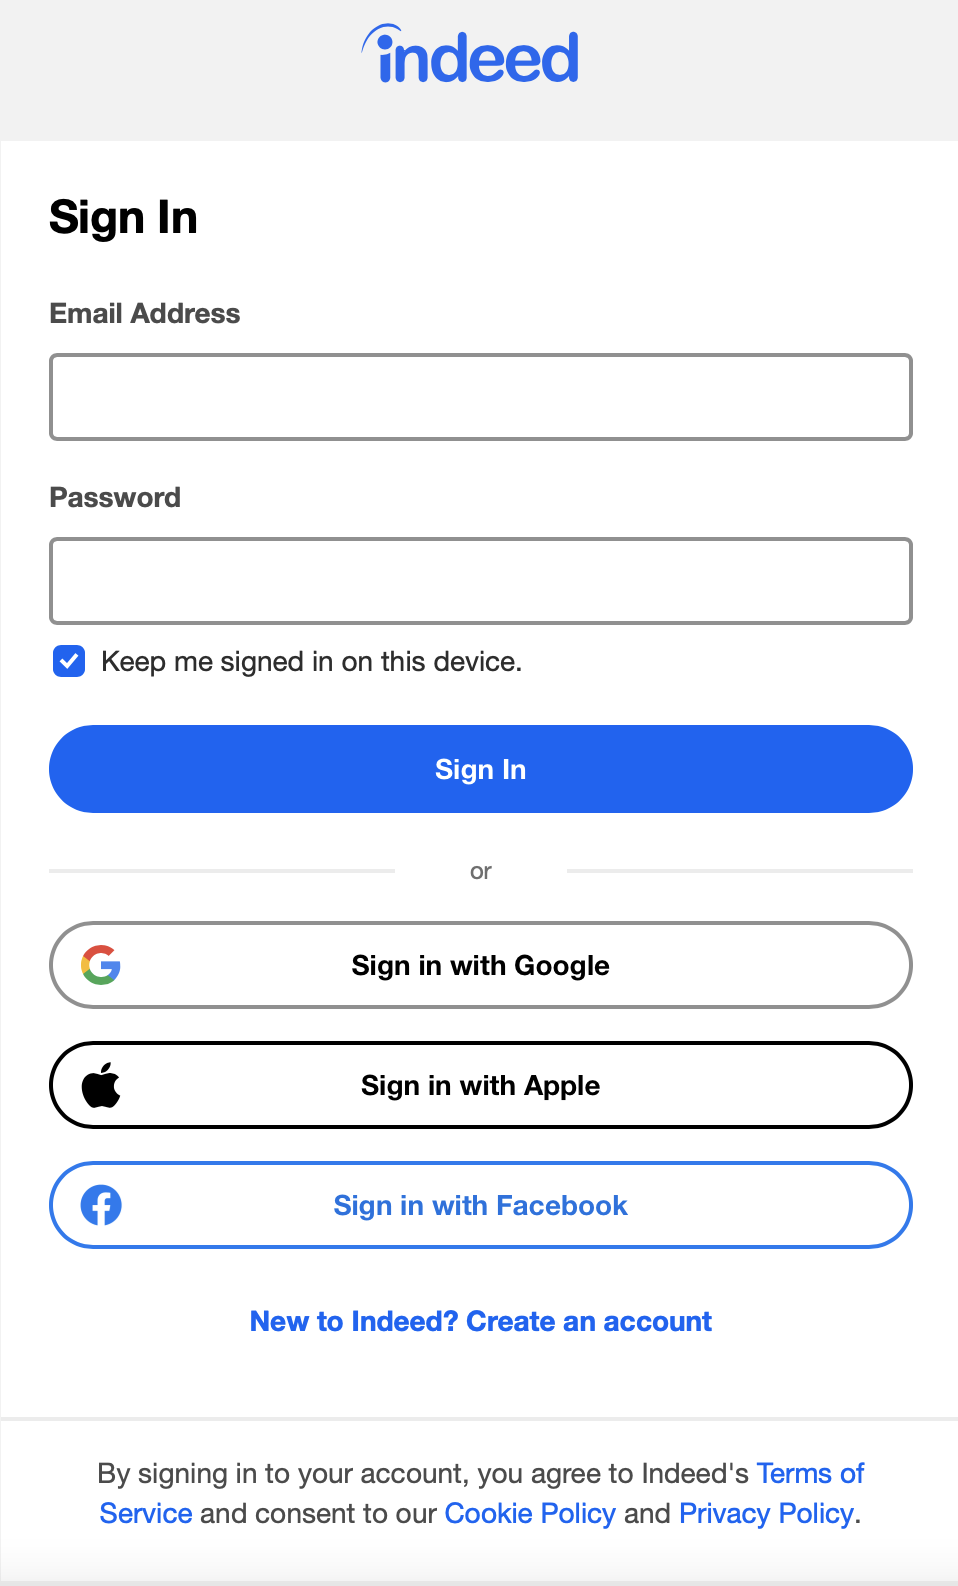 indeed
Sign In
Email Address
Password
Keep me signed in on this device.
Sign In
or
Sign in with Google
Sign in with Apple
Sign in with Facebook
New to Indeed? Create an account
By signing in to your account, you agree to Indeed's Terms of
Service and consent to our Cookie Policy and Privacy Policy.